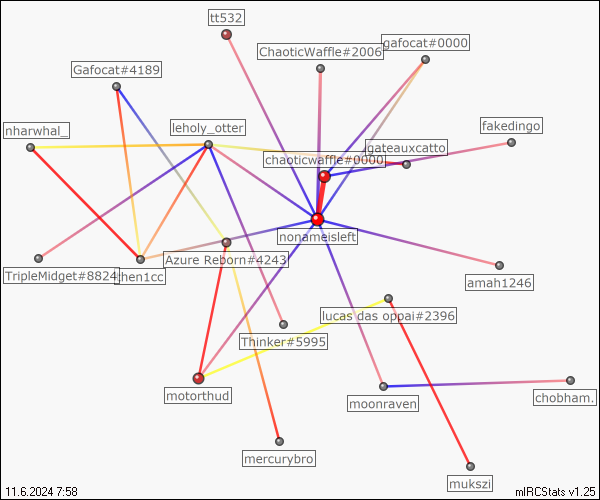 tt532
gafocat#0000
ChaoticWaffle#2006
Gafocat#4189
nharwhal_
leholy_otter
fakedingo
gateauxcatto
chaoticwaffle#0000
nonameisleft
Azure Reborn#4243
TripleMidget#8824
then1cc
amah1246
lucas das oppai#2396
Thinker#5995
motorthud
moonraven
chobham.
mercurybro
mukszi
11.6.2024 7:58
mIRCStats v1.25